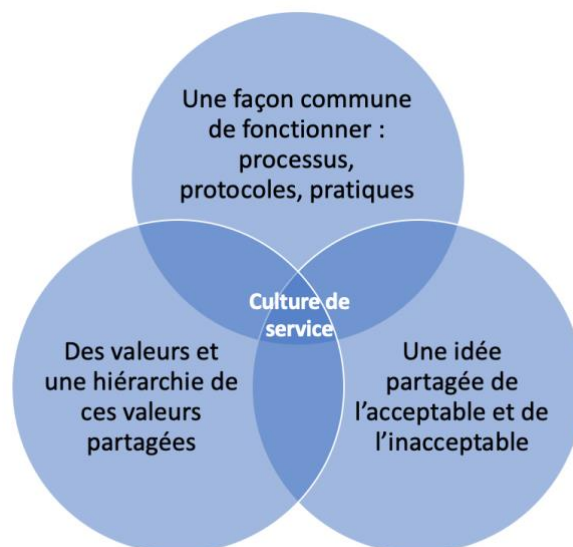 Une façon commune
de fonctionner :
processus,
protocoles, pratiques
Culture de
service
Des valeurs et
une hiérarchie de
ces valeurs
partagées
Une idée
partagée de
l’acceptable et de
l’inacceptable